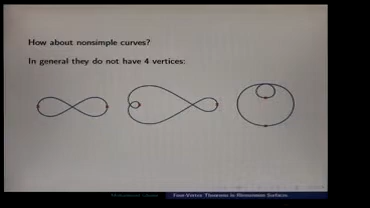 How about nonsimple curves?
In general they do not have 4 vertices:
Four-Vertex Theorems in Riemannian Surfaces